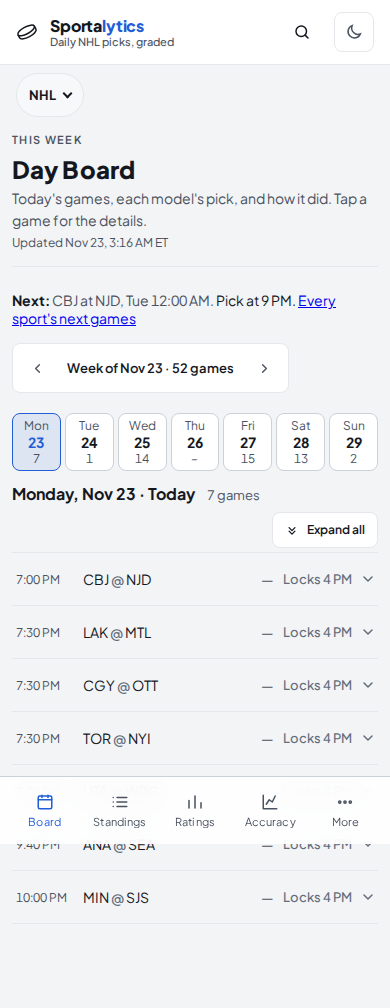 Sportalytics
Daily NHL picks, graded
NHL
THIS WEEK
Day Board
Today's games, each model's pick, and how it did. Tap a
game for the details.
Updated Nov 23, 3:16 AM ET
Next: CBJ at NJD, Tue 12:00 AM. Pick at 9 PM. Every
sport's next games
Week of Nov 23 · 52 games
Mon Tue Wed Thu Fri Sat Sun
23 24 25 26 27 28 29
7 1 14 – 15 13 2
Monday, Nov 23 · Today 7 games
Expand all
7:00 PM CBJ @ NJD — Locks 4 PM
7:30 PM LAK @ MTL — Locks 4 PM
7:30 PM CGY @ OTT — Locks 4 PM
7:30 PM TOR @ NYI — Locks 4 PM
Board Standings Ratings Accuracy More
9:40 PM ANA @ SEA — Locks 4 PM
10:00 PM MIN @ SJS — Locks 4 PM